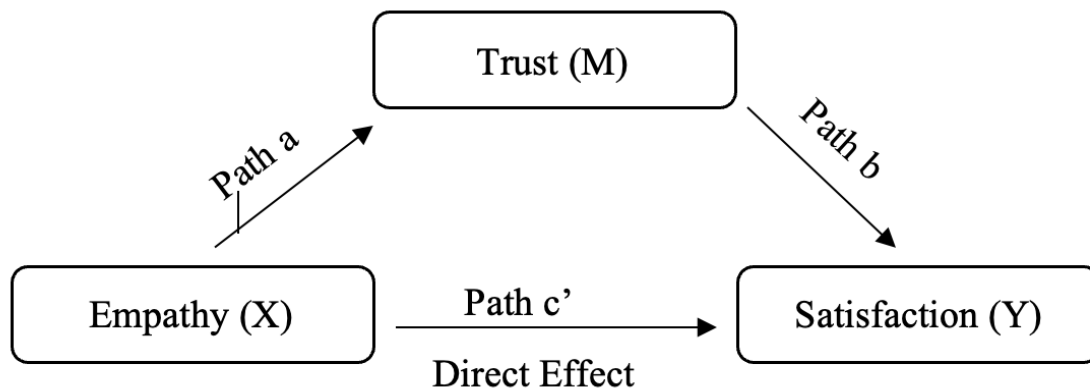 Trust (M)
Path a
Path b
Empathy (X)
Path c’
Satisfaction (Y)
Direct Effect